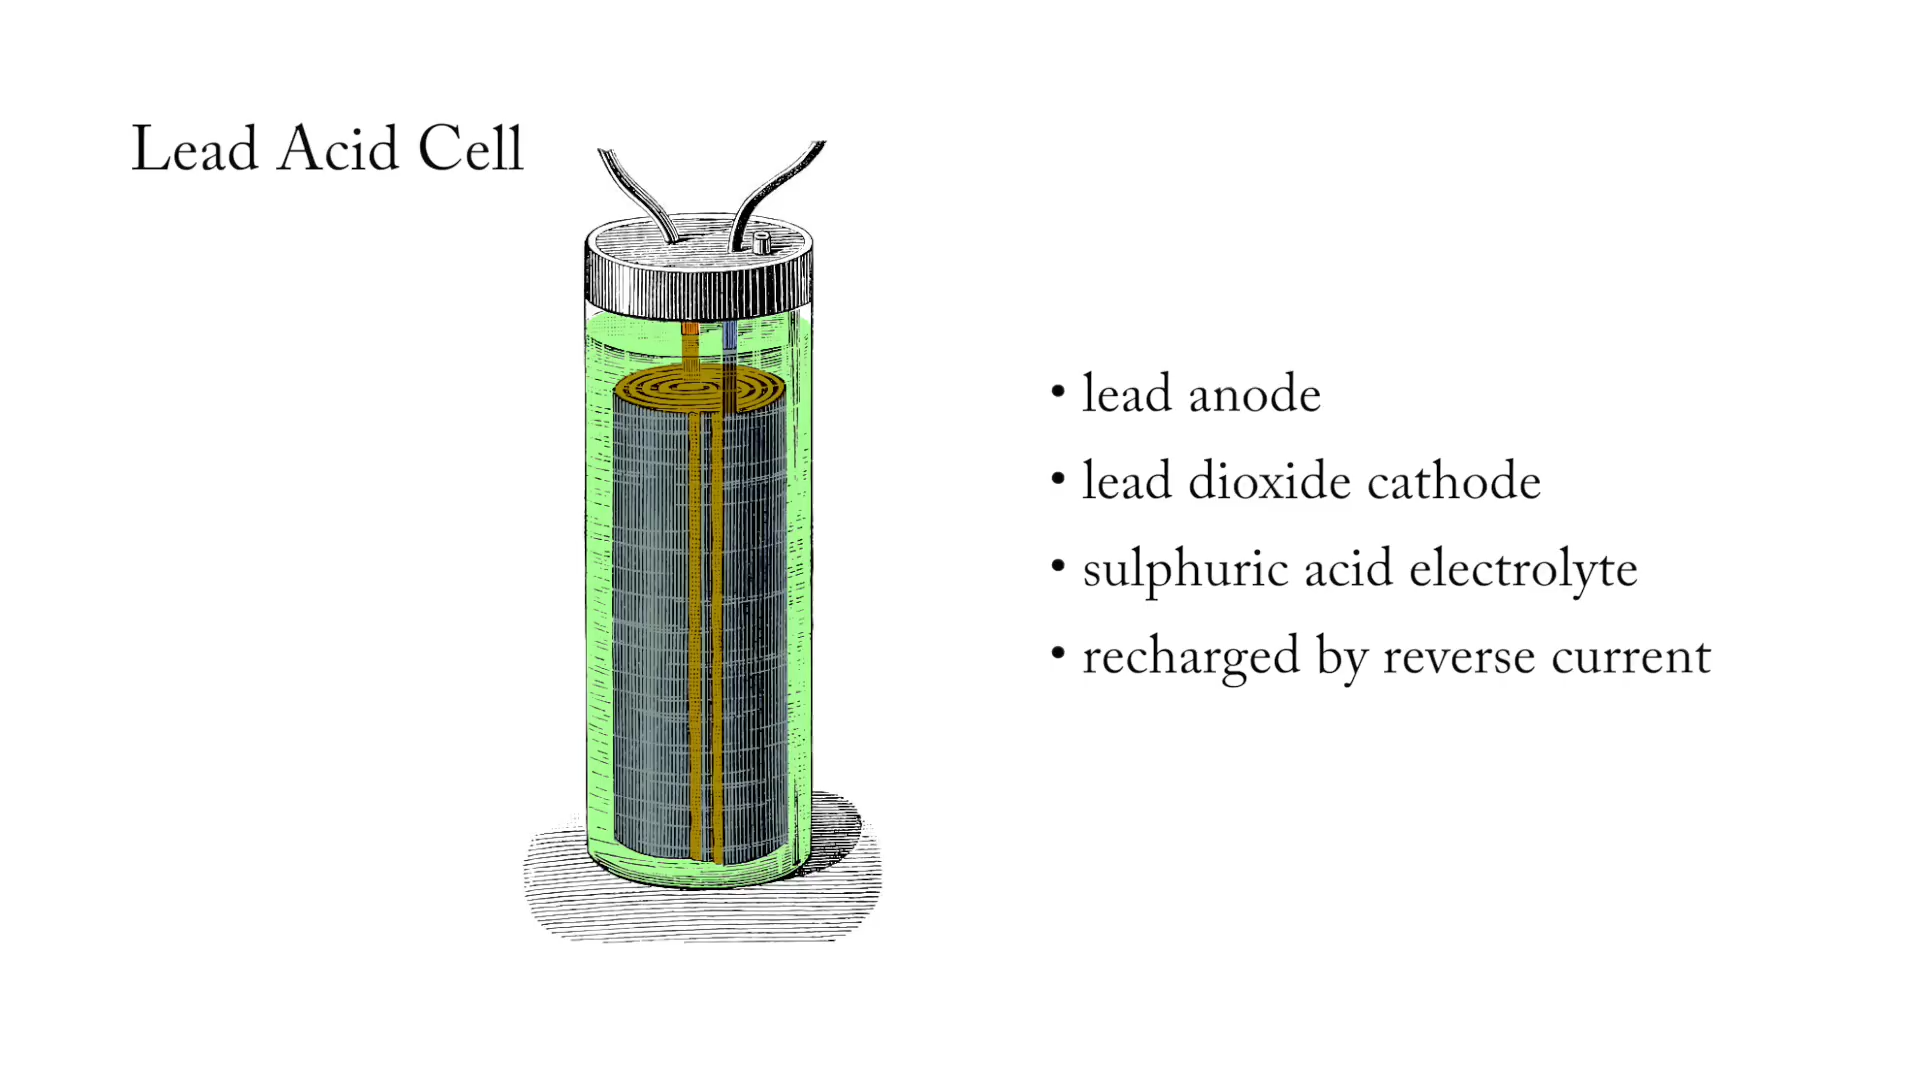 Lead Acid Cell
• lead anode
• lead dioxide cathode
• sulphuric acid electrolyte
• recharged by reverse current